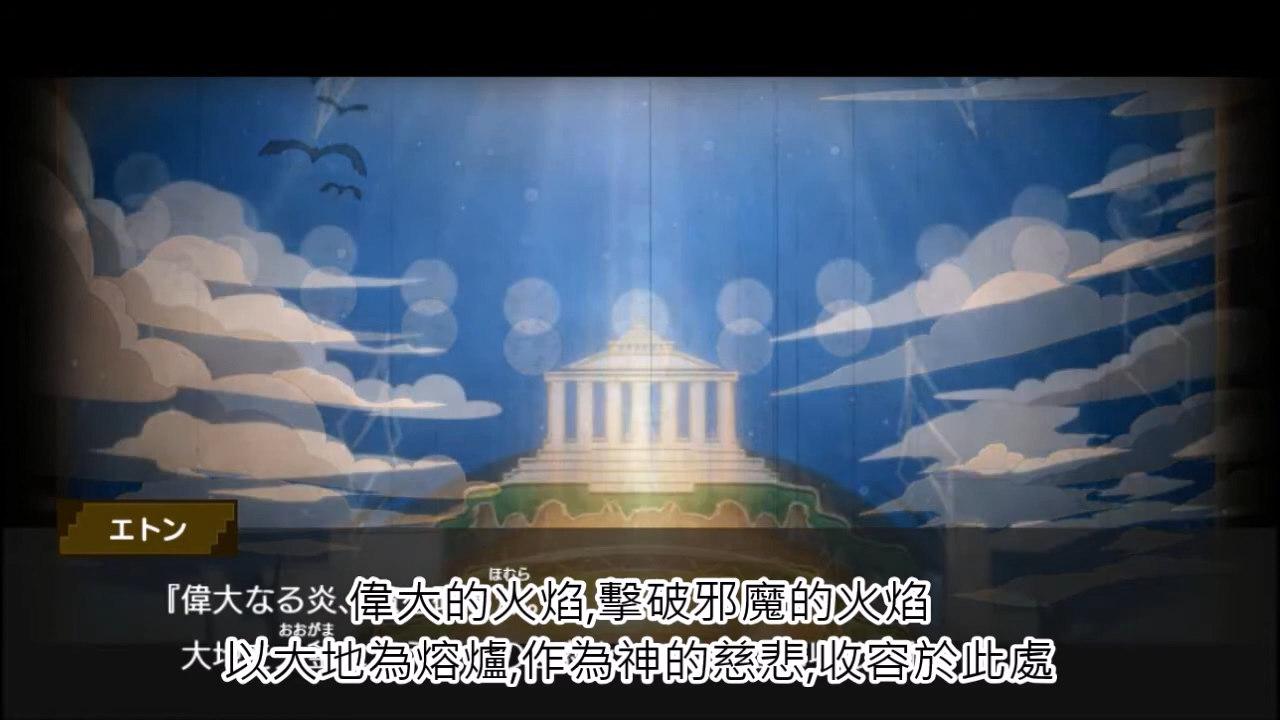 エトン
ほむら
『偉大なる炎、
偉大的火焰,擊破邪魔的火焰
おおがま
大地
以大地為熔爐,作為神的慈悲,收容於此處